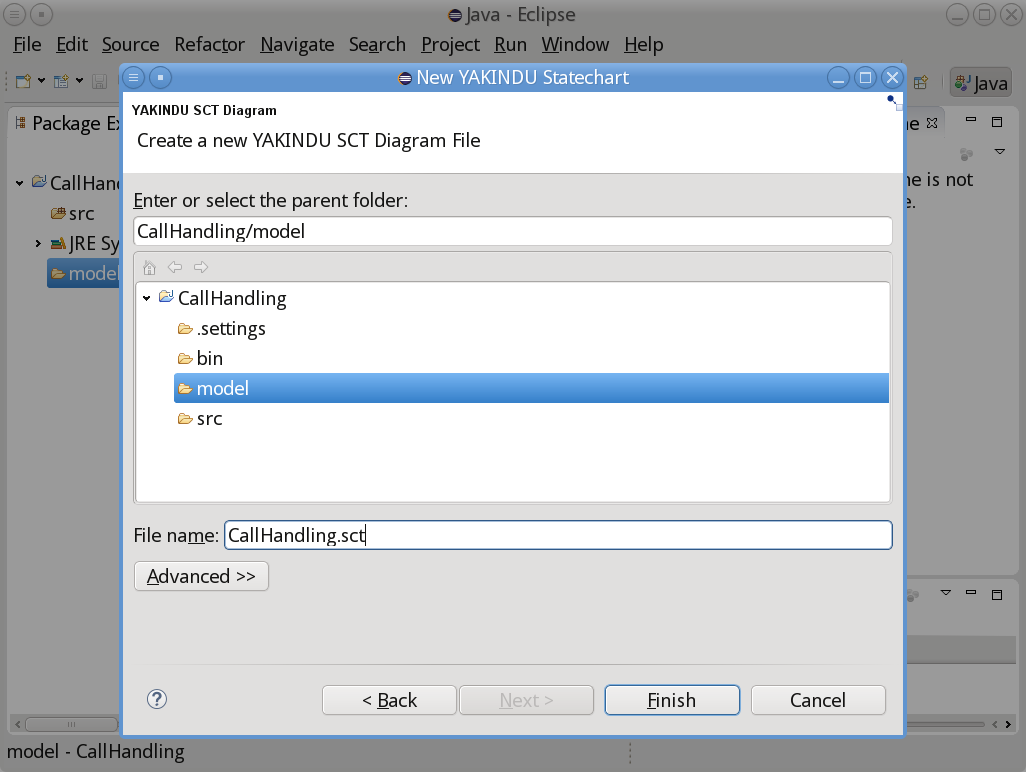 Java - Eclipse
File Edit Source Refactor Navigate Search Project Run Window Help
New YAKINDU Statechart
Java
YAKINDU SCT Diagram
Create a new YAKINDU SCT Diagram File
Package Ex
ne
CallHand
src
JRE Sy
model
ne is not
e.
Enter or select the parent folder:
CallHandling/model
CallHandling
.settings
bin
model
src
File name: CallHandling.sct
Advanced >>
< Back Next > Finish Cancel
model - CallHandling